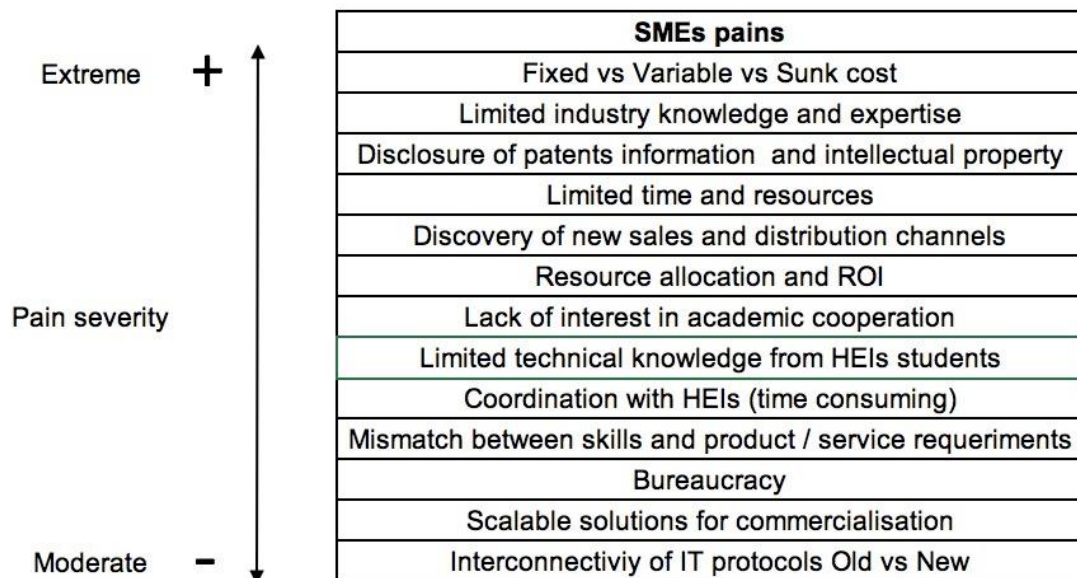 SMEs pains
Extreme + Fixed vs Variable vs Sunk cost
Limited industry knowledge and expertise
Disclosure of patents information and intellectual property
Limited time and resources
Discovery of new sales and distribution channels
Resource allocation and ROI
Pain severity Lack of interest in academic cooperation
Limited technical knowledge from HEIs students
Coordination with HEIs (time consuming)
Mismatch between skills and product / service requeriments
Bureaucracy
Scalable solutions for commercialisation
Moderate - Interconnectiviy of IT protocols Old vs New